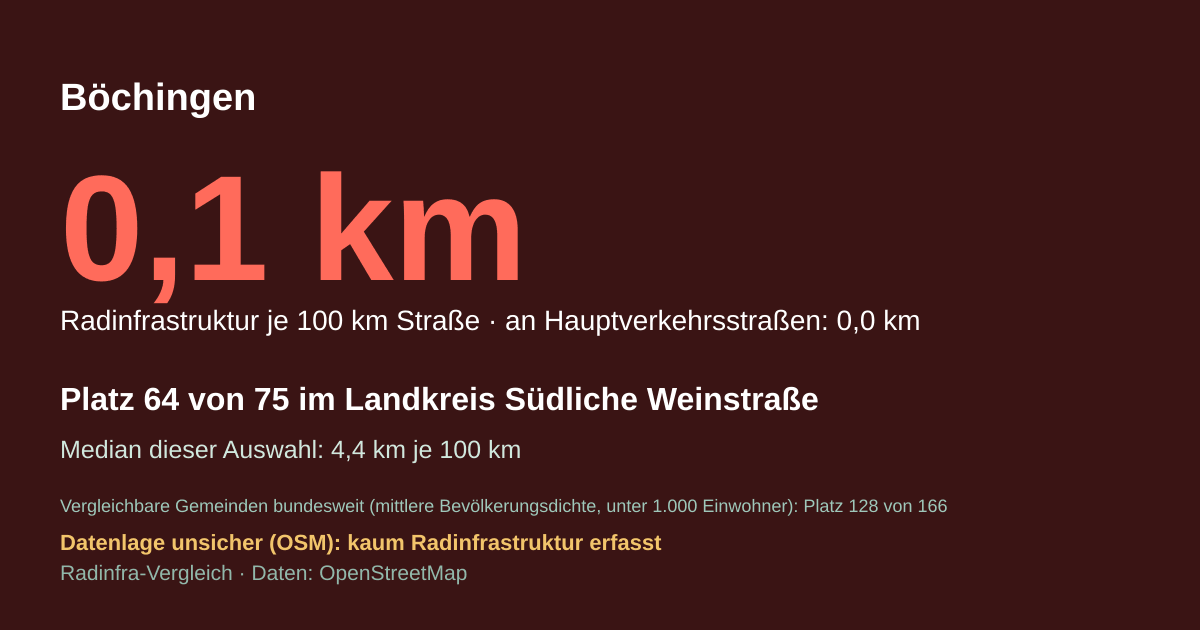 Böchingen
0,1 km
Radinfrastruktur je 100 km Straße · an Hauptverkehrsstraßen: 0,0 km
Platz 64 von 75 im Landkreis Südliche Weinstraße
Median dieser Auswahl: 4,4 km je 100 km
Vergleichbare Gemeinden bundesweit (mittlere Bevölkerungsdichte, unter 1.000 Einwohner): Platz 128 von 166
Datenlage unsicher (OSM): kaum Radinfrastruktur erfasst
Radinfra-Vergleich · Daten: OpenStreetMap